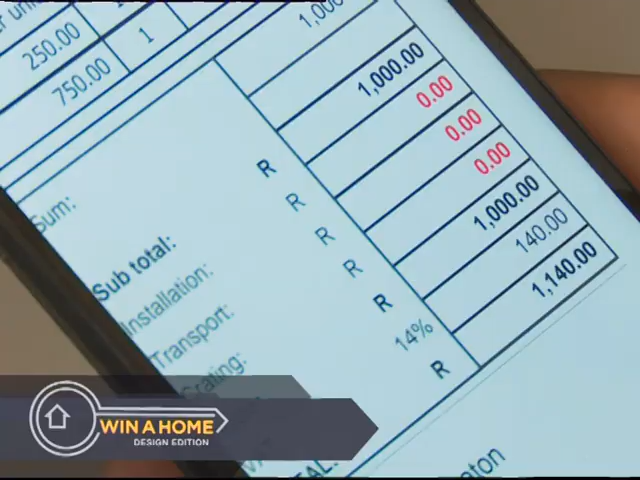 250.00 1
750.00 1
Sum: 
Sub total: R 1,000.00
Installation: R 0.00
Transport: R 0.00
Crating: R 0.00
R 1,000.00
14% 140.00
R 1,140.00
WIN A HOME
DESIGN EDITION